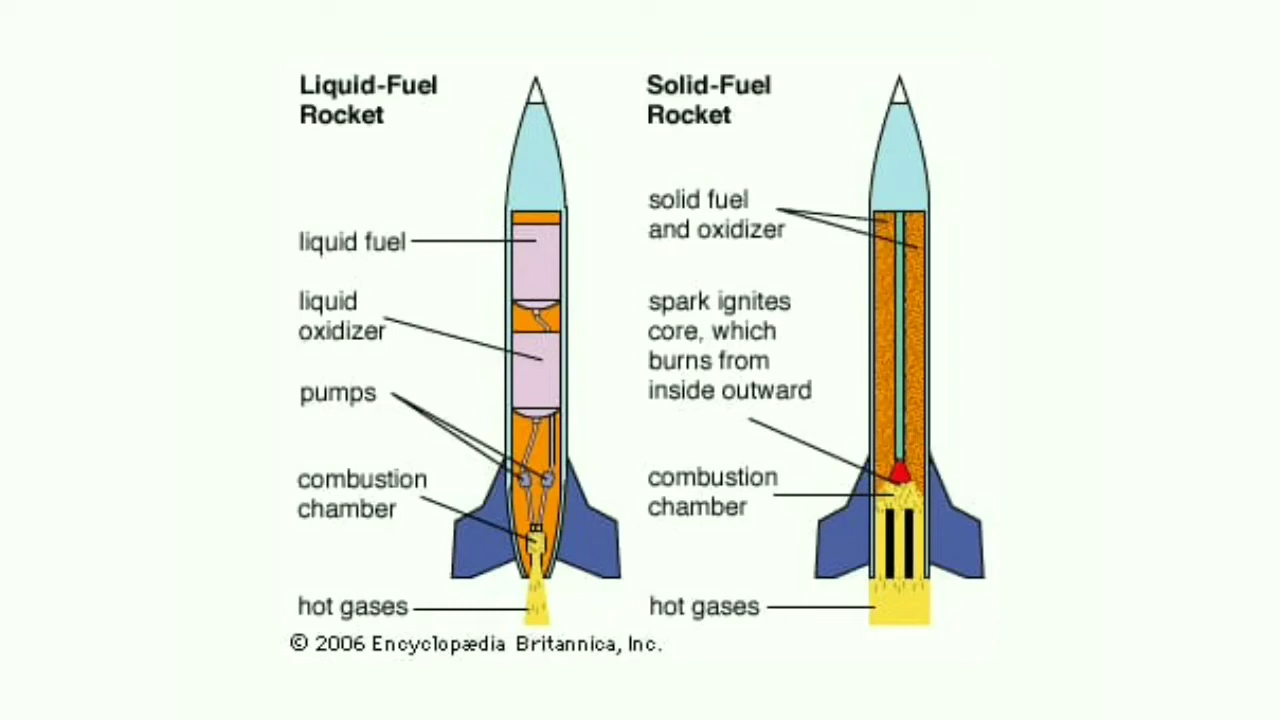 Liquid-Fuel
Rocket
liquid fuel
liquid
oxidizer
pumps
combustion
chamber
hot gases
Solid-Fuel
Rocket
solid fuel
and oxidizer
spark ignites
core, which
burns from
inside outward
combustion
chamber
hot gases
© 2006 Encyclopædia Britannica, Inc.